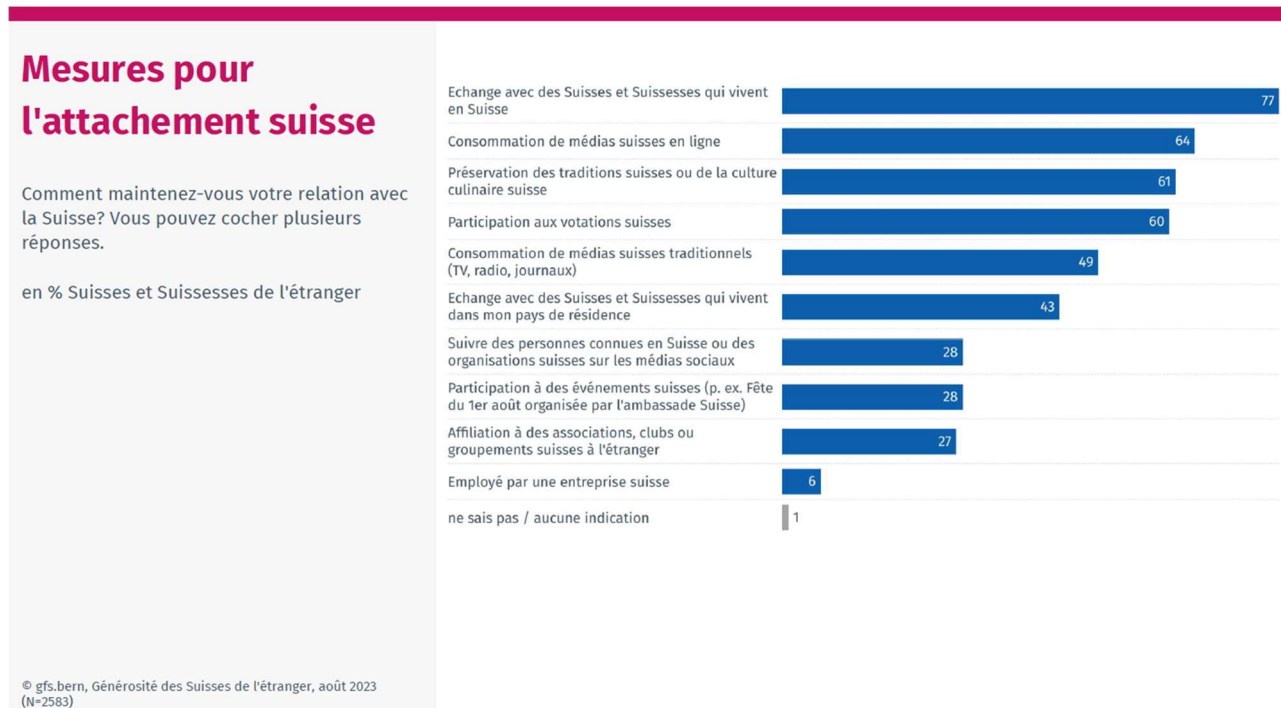 Mesures pour
l'attachement suisse
Comment maintenez-vous votre relation avec
la Suisse? Vous pouvez cocher plusieurs
réponses.
en % Suisses et Suissesses de l'étranger
Echange avec des Suisses et Suissesses qui vivent
en Suisse
77
Consommation de médias suisses en ligne
64
Préservation des traditions suisses ou de la culture
culinaire suisse
61
Participation aux votations suisses
60
Consommation de médias suisses traditionnels
(TV, radio, journaux)
49
Echange avec des Suisses et Suissesses qui vivent
dans mon pays de résidence
43
Suivre des personnes connues en Suisse ou des
organisations suisses sur les médias sociaux
28
Participation à des événements suisses (p. ex. Fête
du 1er août organisée par l'ambassade Suisse)
28
Affiliation à des associations, clubs ou
groupements suisses à l'étranger
27
Employé par une entreprise suisse
6
ne sais pas / aucune indication
1
© gfs.bern, Générosité des Suisses de l'étranger, août 2023
(N=2583)